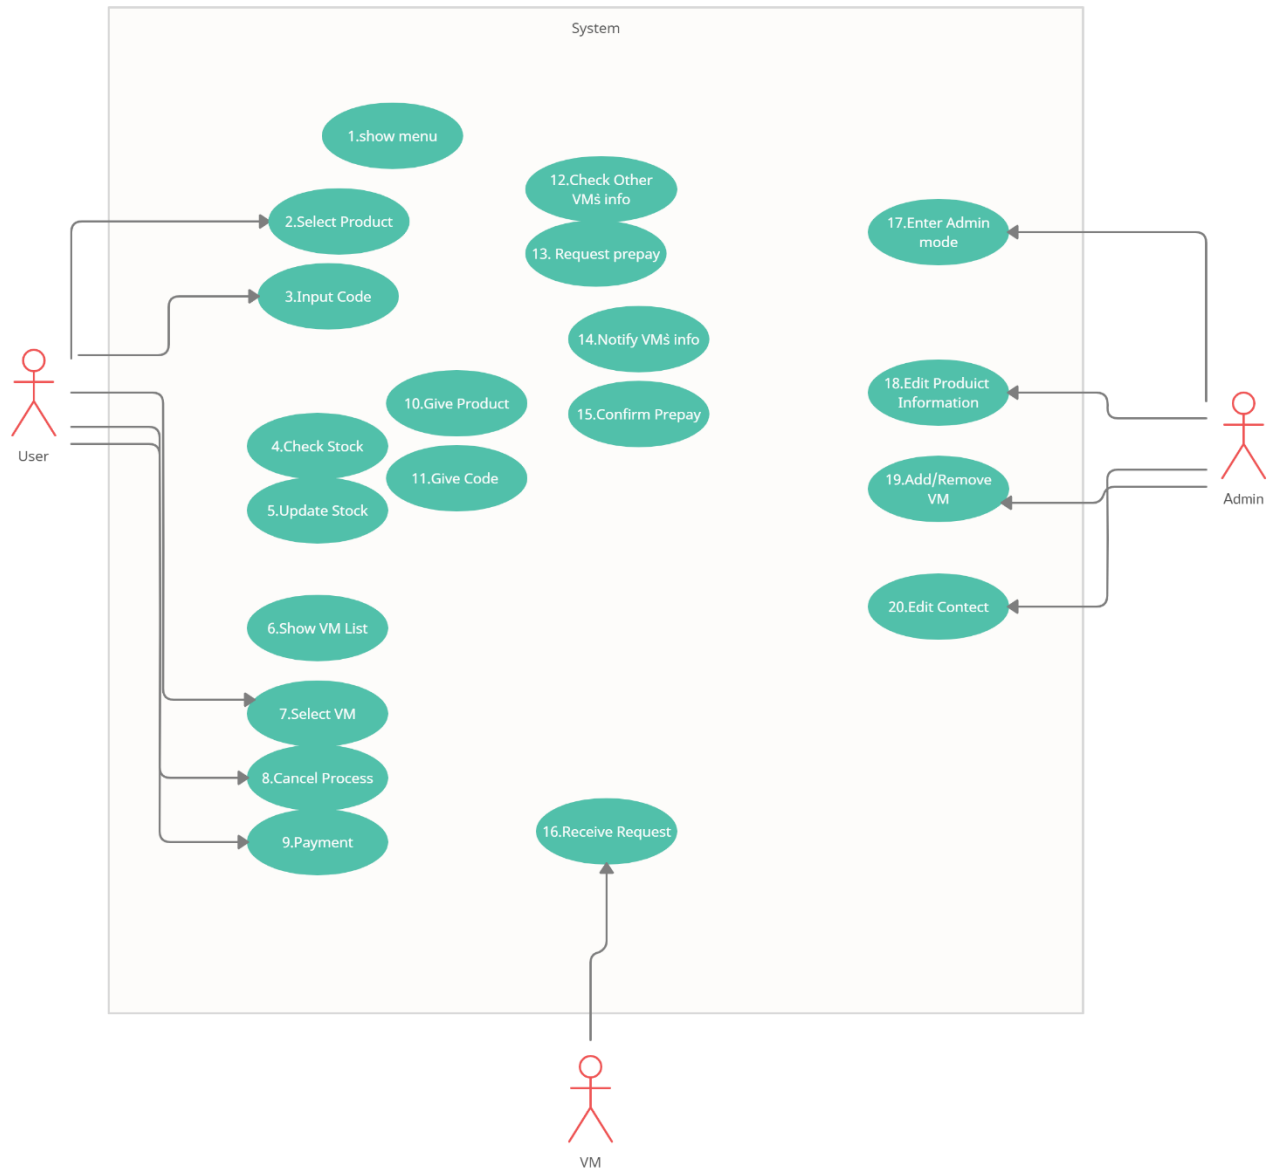 System
1.show menu
2.Select Product
3.Input Code
User
4.Check Stock
5.Update Stock
6.Show VM List
7.Select VM
8.Cancel Process
9.Payment
10.Give Product
11.Give Code
12.Check Other
VMṡ info
13. Request prepay
14.Notify VMṡ info
15.Confirm Prepay
16.Receive Request
VM
17.Enter Admin
mode
18.Edit Produict
Information
19.Add/Remove
VM
20.Edit Contect
Admin